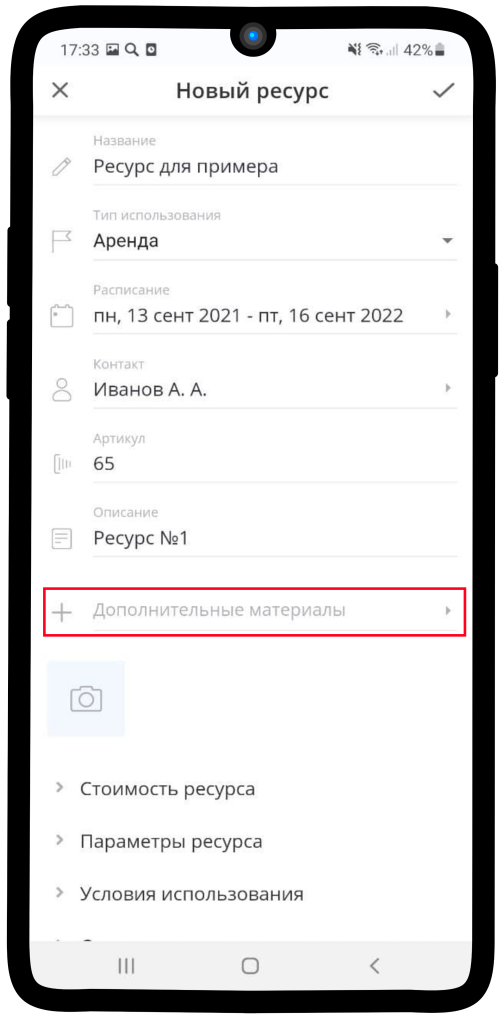 17:33 42%
Новый ресурс
Название
Ресурс для примера
Тип использования
Аренда
Расписание
пн, 13 сент 2021 - пт, 16 сент 2022
Контакт
Иванов А. А.
Артикул
65
Описание
Ресурс №1
Дополнительные материалы
Стоимость ресурса
Параметры ресурса
Условия использования